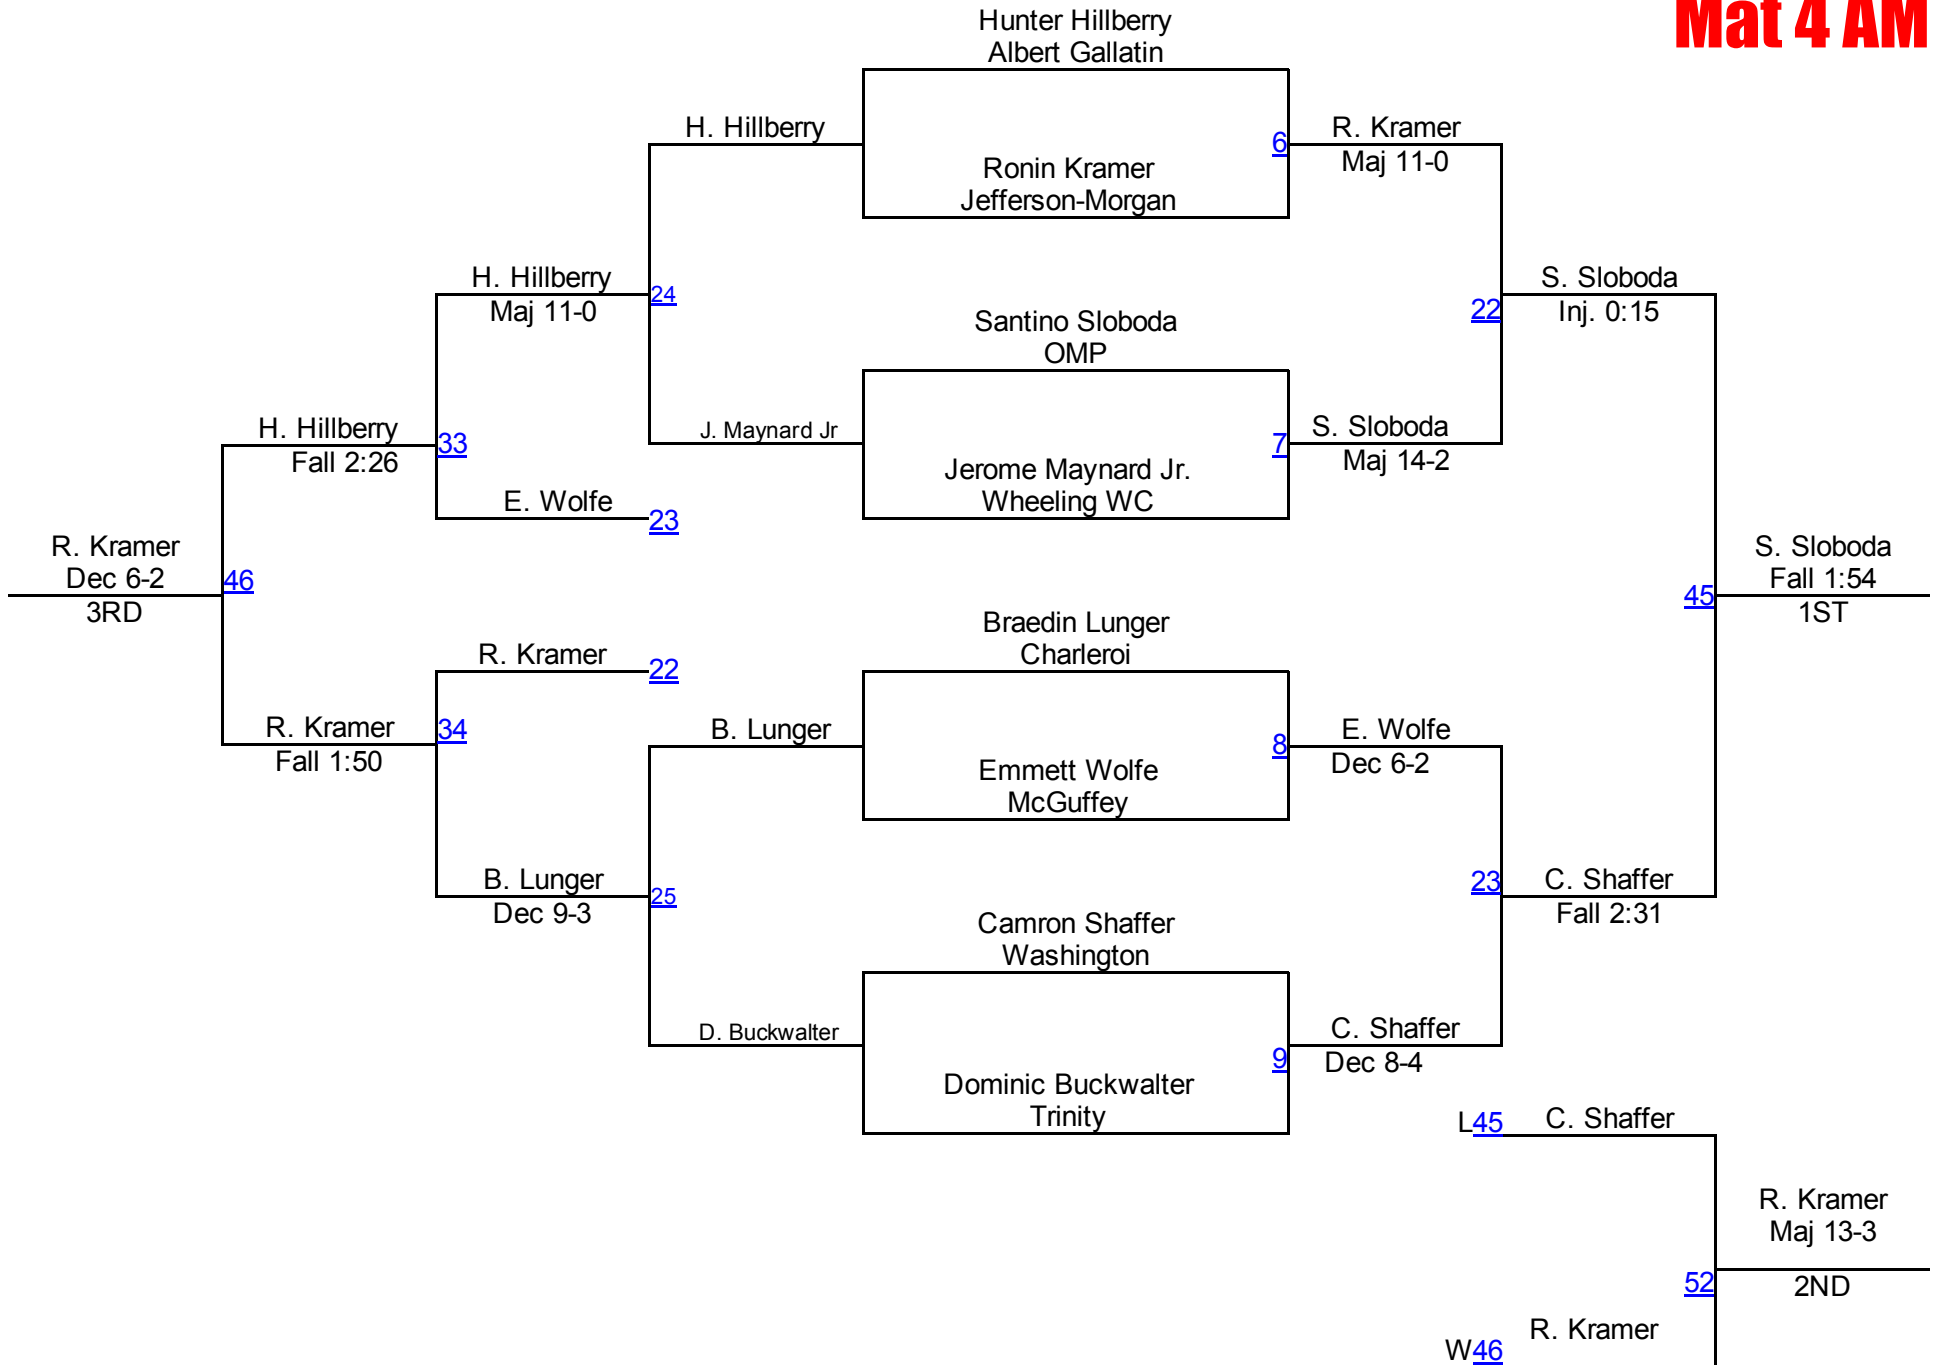 Mat 4 AM
Hunter Hillberry
Albert Gallatin
H. Hillberry
6
R. Kramer
Maj 11-0
Ronin Kramer
Jefferson-Morgan
H. Hillberry
Maj 11-0
24
S. Sloboda
Inj. 0:15
22
Santino Sloboda
OMP
H. Hillberry
Fall 2:26
33
J. Maynard Jr
7
S. Sloboda
Maj 14-2
Jerome Maynard Jr.
Wheeling WC
E. Wolfe
23
R. Kramer
Dec 6-2
3RD
46
S. Sloboda
Fall 1:54
1ST
45
Braedin Lunger
Charleroi
R. Kramer
22
R. Kramer
Fall 1:50
34
B. Lunger
8
E. Wolfe
Dec 6-2
Emmett Wolfe
McGuffey
B. Lunger
Dec 9-3
25
23
C. Shaffer
Fall 2:31
Camron Shaffer
Washington
D. Buckwalter
9
C. Shaffer
Dec 8-4
Dominic Buckwalter
Trinity
L45
C. Shaffer
R. Kramer
Maj 13-3
2ND
52
R. Kramer
W46